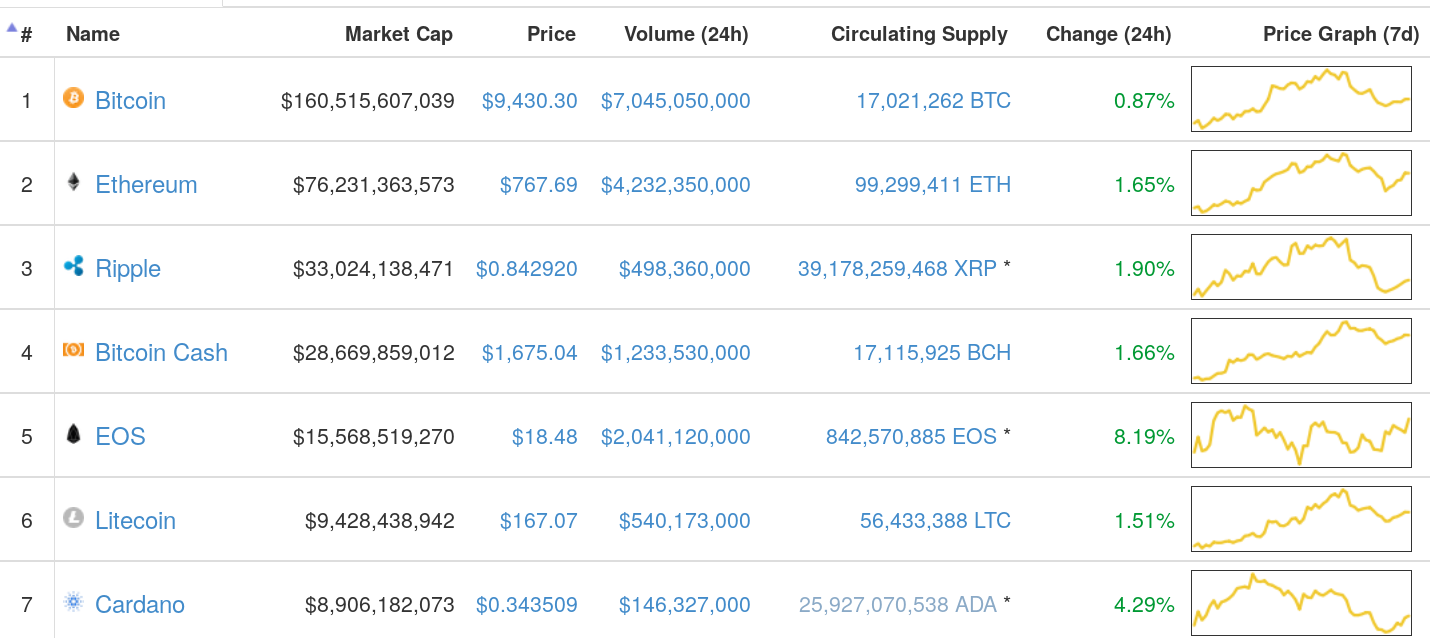 # Name Market Cap Price Volume (24h) Circulating Supply Change (24h) Price Graph (7d)
1 Bitcoin $160,515,607,039 $9,430.30 $7,045,050,000 17,021,262 BTC 0.87%
2 Ethereum $76,231,363,573 $767.69 $4,232,350,000 99,299,411 ETH 1.65%
3 Ripple $33,024,138,471 $0.842920 $498,360,000 39,178,259,468 XRP * 1.90%
4 Bitcoin Cash $28,669,859,012 $1,675.04 $1,233,530,000 17,115,925 BCH 1.66%
5 EOS $15,568,519,270 $18.48 $2,041,120,000 842,570,885 EOS * 8.19%
6 Litecoin $9,428,438,942 $167.07 $540,173,000 56,433,388 LTC 1.51%
7 Cardano $8,906,182,073 $0.343509 $146,327,000 25,927,070,538 ADA * 4.29%